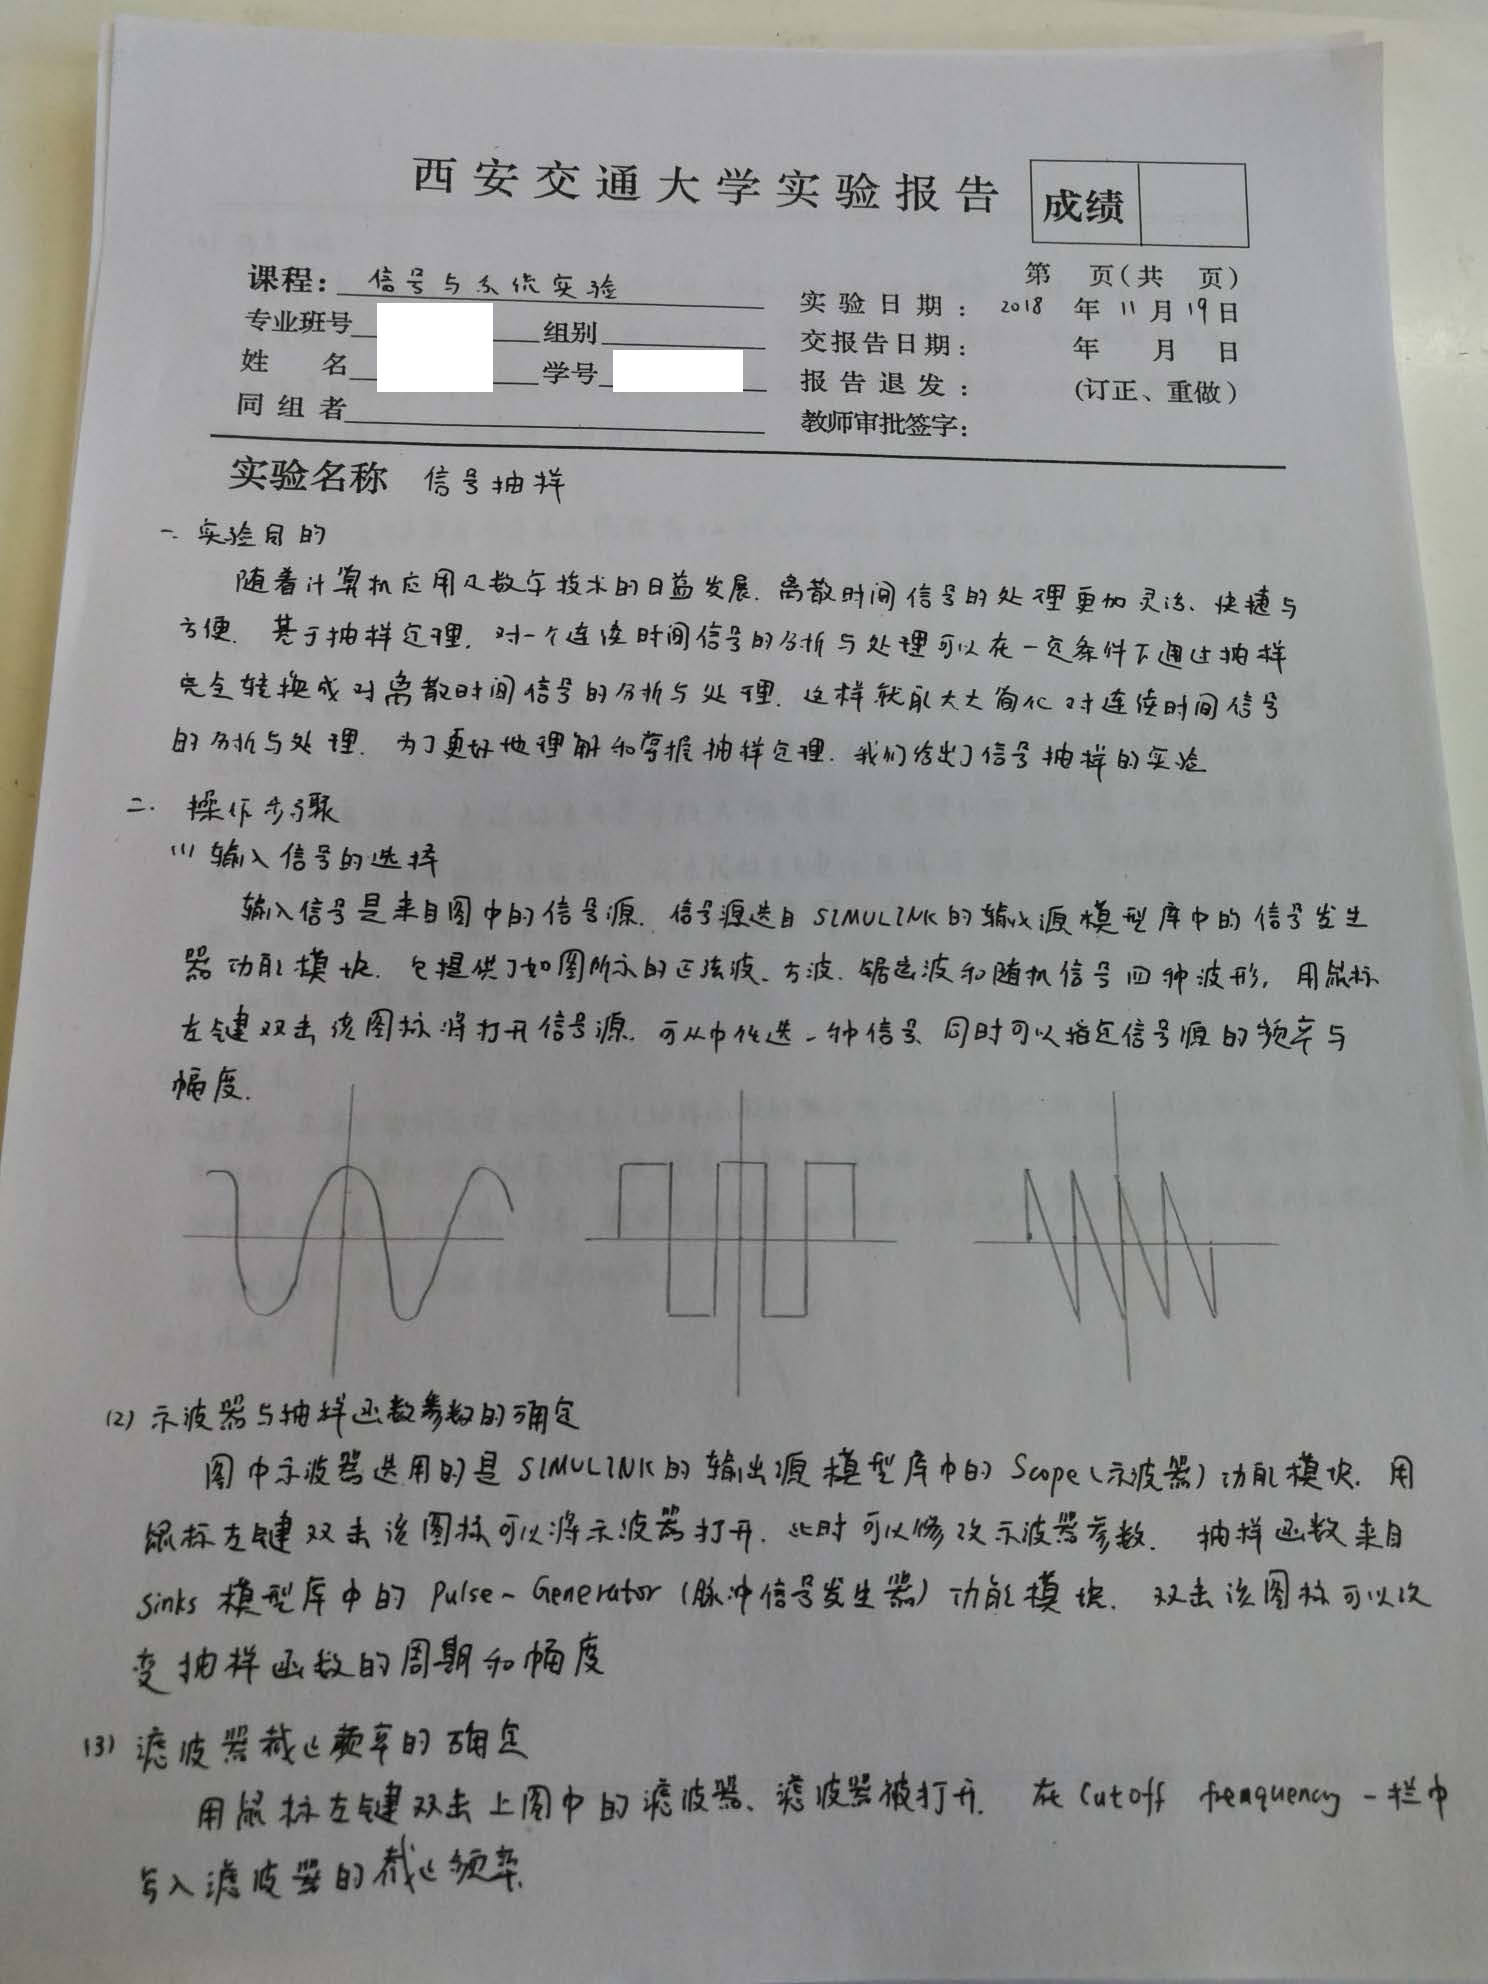 西安交通大学实验报告
成绩
课程：信号与系统实验
第 页（共 页）
专业班号 组别
实验日期： 2018 年 11 月 19 日
姓 名 学号
交报告日期： 年 月 日
同组者
报告退发： （订正、重做）
教师审批签字：
实验名称 信号抽样
一. 实验目的
随着计算机应用及数字技术的日益发展. 离散时间信号的处理更加灵活、快捷与
方便. 基于抽样定理. 对一个连续时间信号的分析与处理可以在一定条件下通过抽样
完全转换成对离散时间信号的分析与处理. 这样就能大大简化对连续时间信号
的分析与处理. 为了更好地理解和掌握抽样定理. 我们给出了信号抽样的实验
二. 操作步骤
(1) 输入信号的选择
输入信号是来自图中的信号源. 信号源选自 SIMULINK 的输入源模型库中的信号发生
器功能模块. 它提供了如图所示的正弦波、方波. 锯齿波和随机信号四种波形, 用鼠标
左键双击该图标将打开信号源. 可从中任选一种信号、同时可以指定信号源的频率与
幅度.
(2) 示波器与抽样函数参数的确定
图中示波器选用的是 SIMULINK 的输出源模型库中的 Scope (示波器) 功能模块. 用
鼠标左键双击该图标可以将示波器打开. 此时可以修改示波器参数. 抽样函数来自
Sinks 模型库中的 Pulse~Generator (脉冲信号发生器) 功能模块. 双击该图标可以改
变抽样函数的周期和幅度
(3) 滤波器截止频率的确定
用鼠标左键双击上图中的滤波器、滤波器被打开. 在 Cutoff fremquency 一栏中
写入滤波器的截止频率.